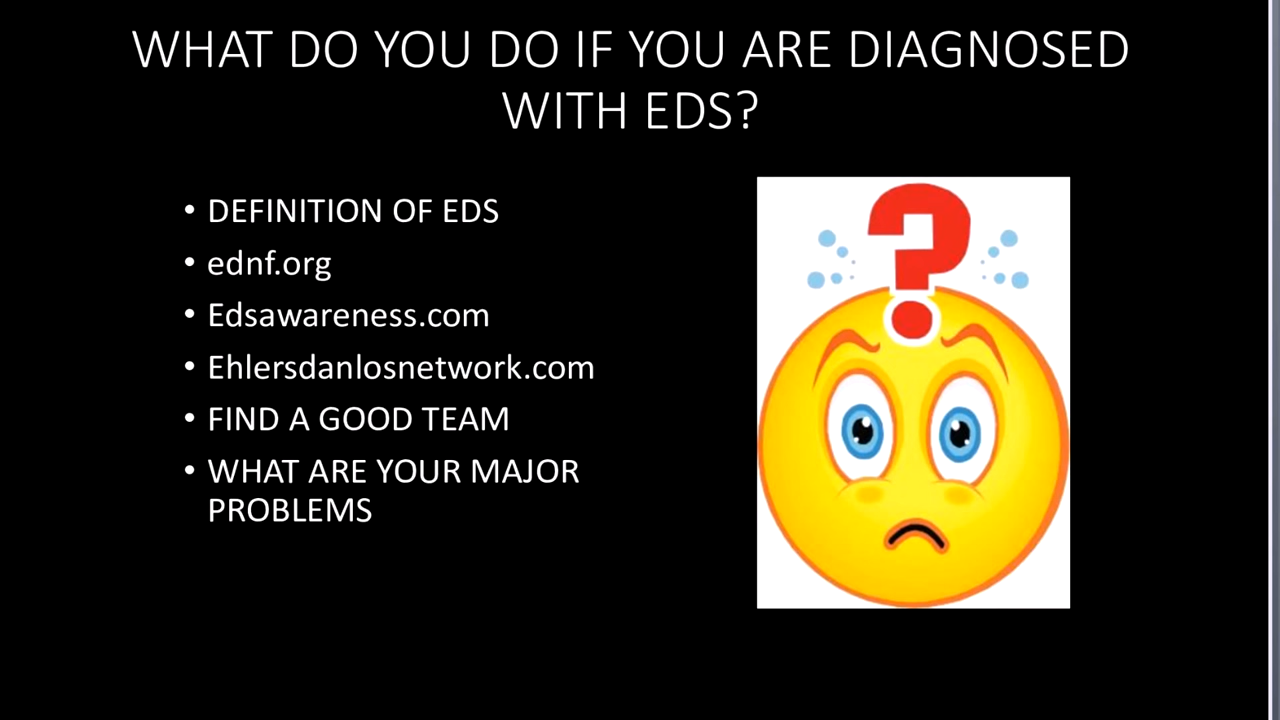 WHAT DO YOU DO IF YOU ARE DIAGNOSED
WITH EDS?
• DEFINITION OF EDS
• ednf.org
• Edsawareness.com
• Ehlersdanlosnetwork.com
• FIND A GOOD TEAM
• WHAT ARE YOUR MAJOR
PROBLEMS
?